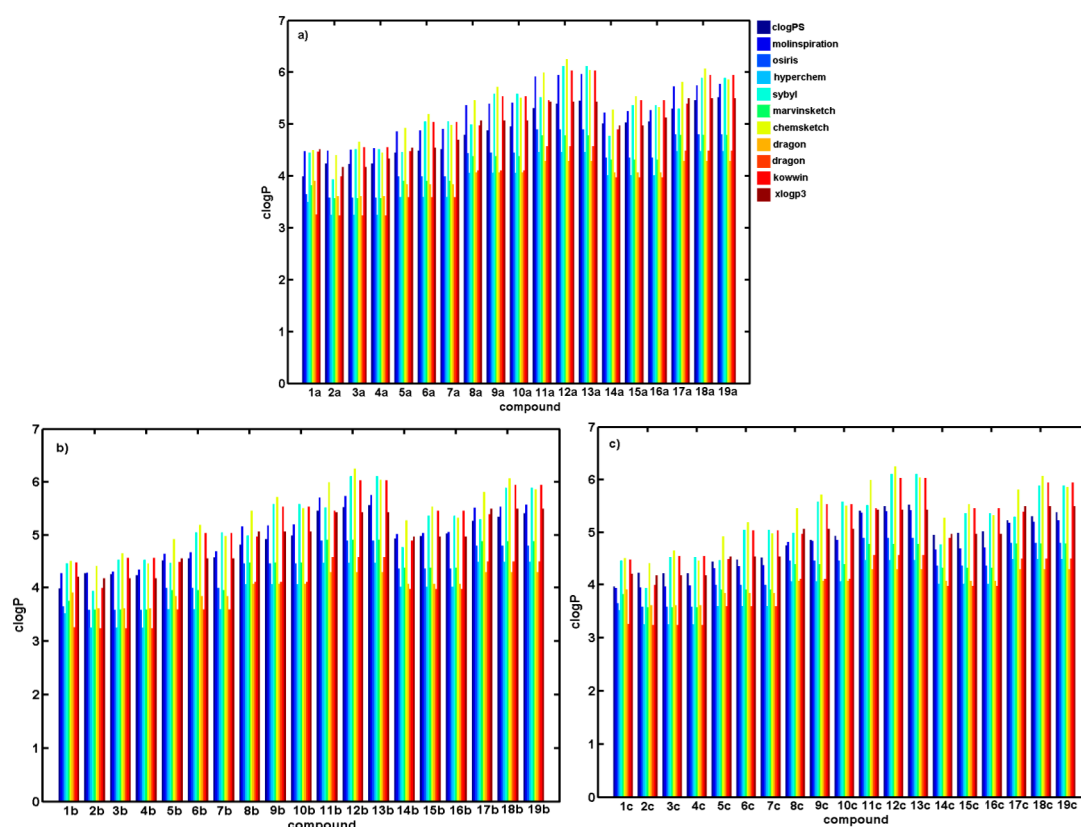 a)
7
6
5
4
3
2
1
0
clogP
1a 2a 3a 4a 5a 6a 7a 8a 9a 10a 11a 12a 13a 14a 15a 16a 17a 18a 19a
compound
clogPS
molinspiration
osiris
hyperchem
sybyl
marvinsketch
chemsketch
dragon
dragon
kowwin
xlogp3
b)
7
6
5
4
3
2
1
0
clogP
1b 2b 3b 4b 5b 6b 7b 8b 9b 10b 11b 12b 13b 14b 15b 16b 17b 18b 19b
compound
c)
7
6
5
4
3
2
1
0
clogP
1c 2c 3c 4c 5c 6c 7c 8c 9c 10c 11c 12c 13c 14c 15c 16c 17c 18c 19c
compound